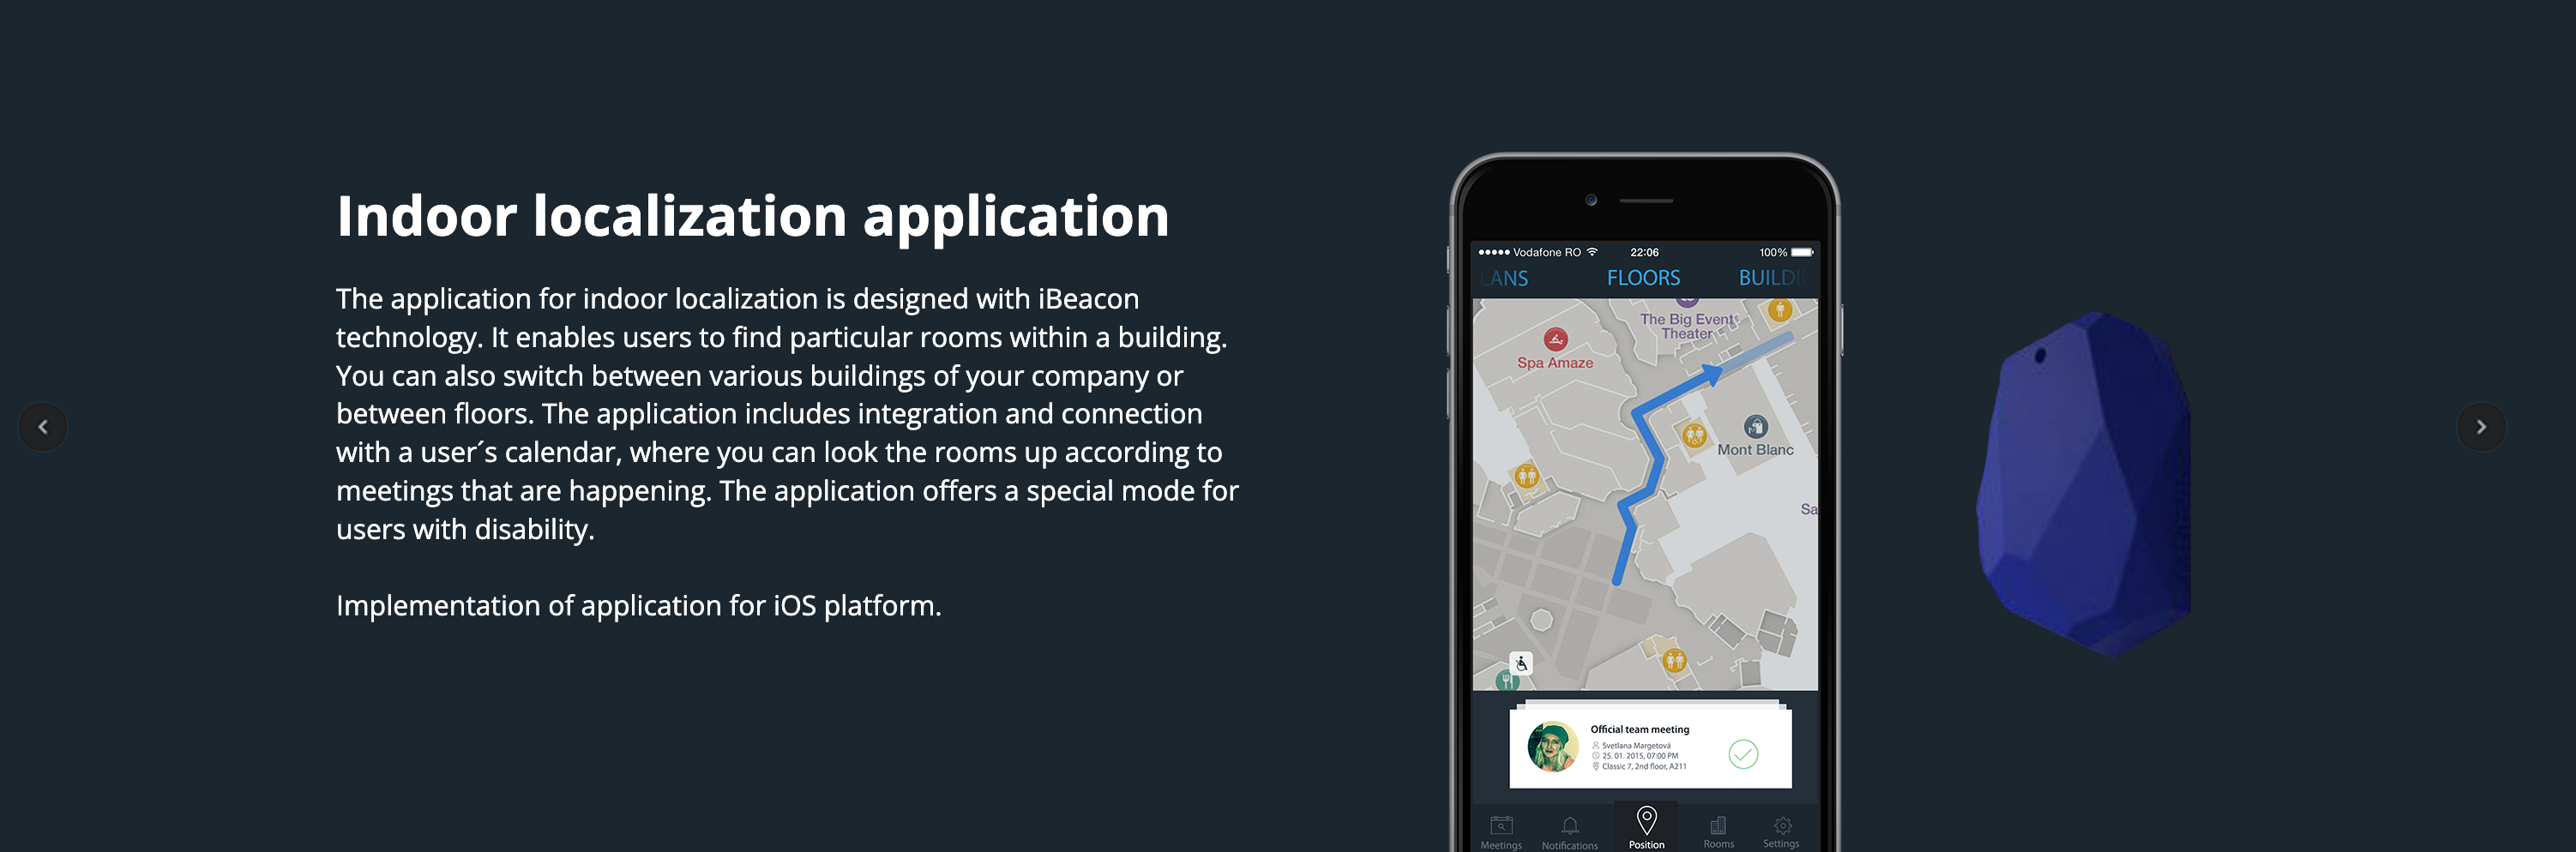 Indoor localization application
The application for indoor localization is designed with iBeacon
technology. It enables users to find particular rooms within a building.
You can also switch between various buildings of your company or
between floors. The application includes integration and connection
with a user´s calendar, where you can look the rooms up according to
meetings that are happening. The application offers a special mode for
users with disability.
Implementation of application for iOS platform.
Vodafone RO 22:06 100%
LANS FLOORS BUILDI
The Big Event
Theater
Spa Amaze
Mont Blanc
Sa
Official team meeting
Svetlana Margetová
25. 01. 2015, 07:00 PM
Classic 7, 2nd floor, A211
Meetings Notifications Position Rooms Settings